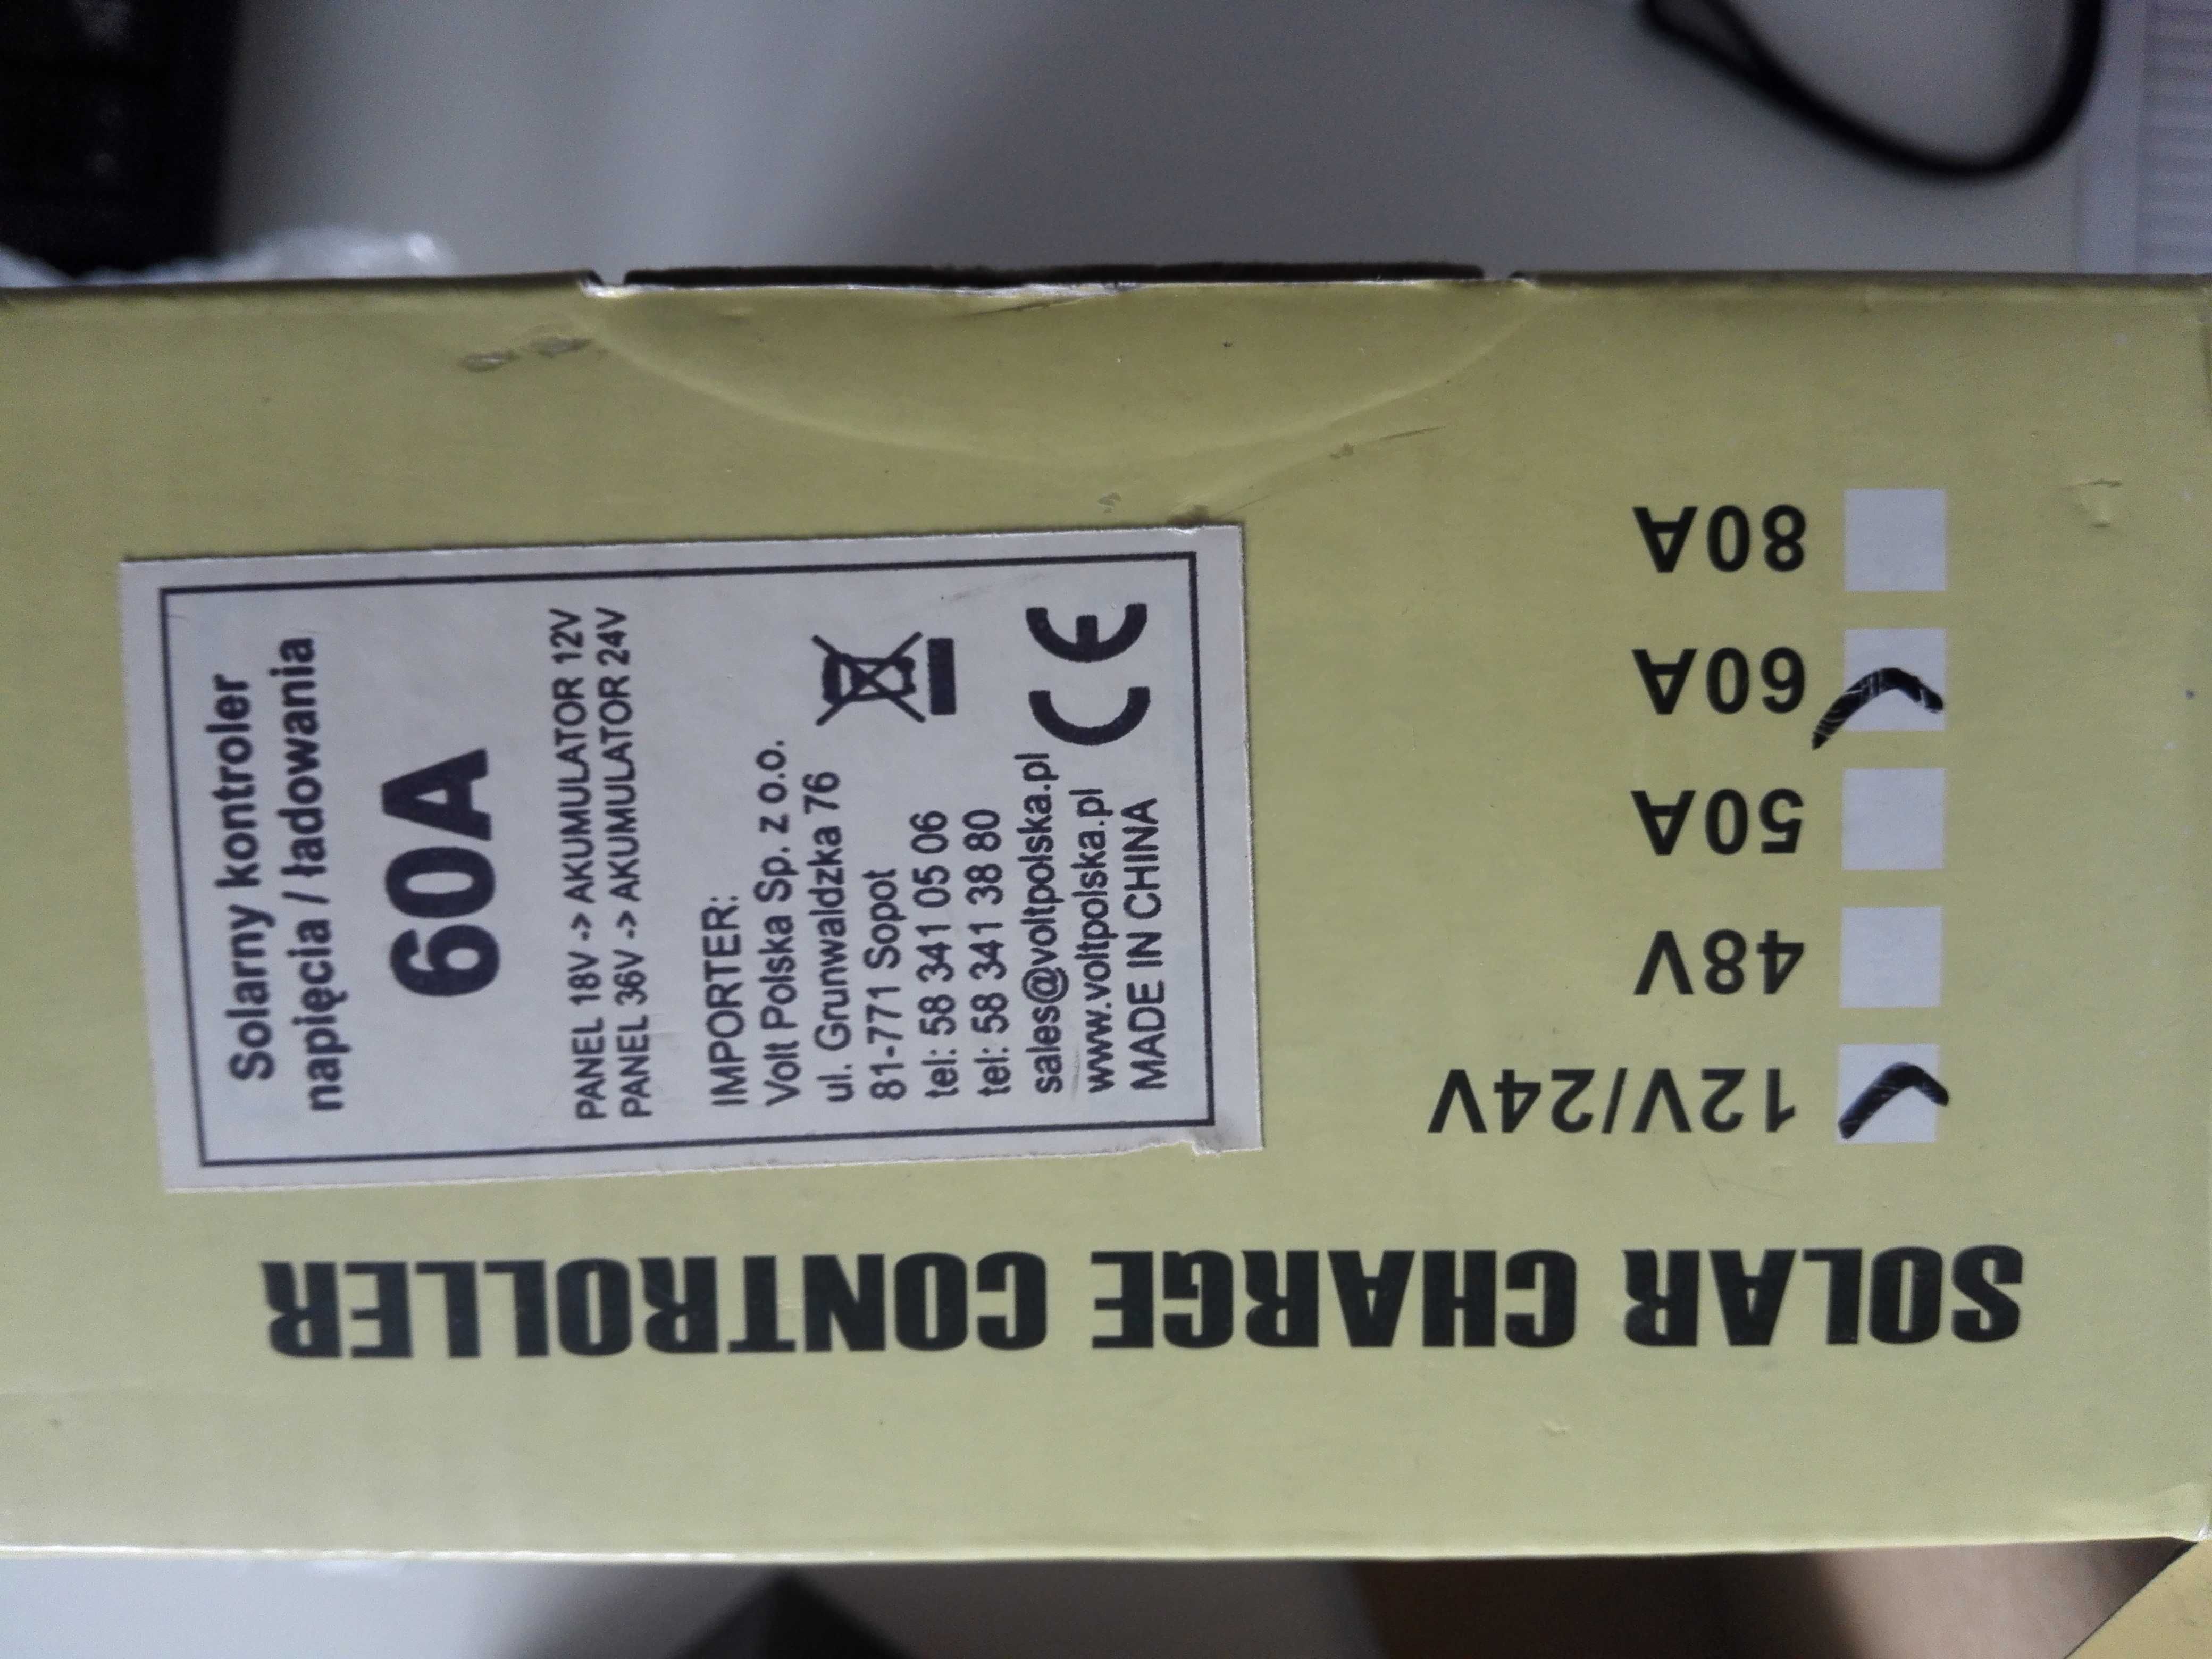 SOLAR CHARGE CONTROLLER
12V/24V
48V
50A
60A
80A
Solarny kontroler
napięcia / ładowania
60A
PANEL 18V -> AKUMULATOR 12V
PANEL 36V -> AKUMULATOR 24V
IMPORTER:
Volt Polska Sp. z o.o.
ul. Grunwaldzka 76
81-771 Sopot
tel: 58 341 05 06
tel: 58 341 38 80
sales@voltpolska.pl
www.voltpolska.pl
MADE IN CHINA
CE